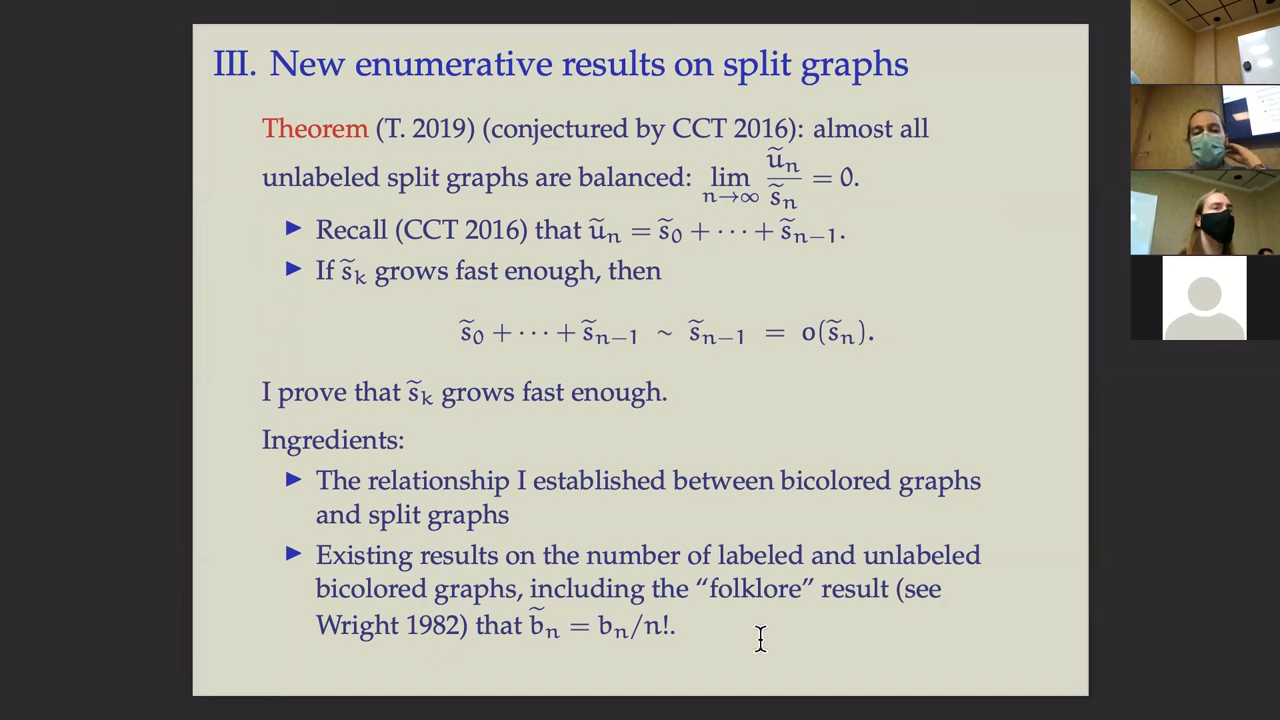 III. New enumerative results on split graphs
Theorem (T. 2019) (conjectured by CCT 2016): almost all
unlabeled split graphs are balanced: lim_{n→∞} ũ_n / s̃_n = 0.
▶ Recall (CCT 2016) that ũ_n = s̃_0 + ⋯ + s̃_{n−1}.
▶ If s̃_k grows fast enough, then
s̃_0 + ⋯ + s̃_{n−1} ~ s̃_{n−1} = o(s̃_n).
I prove that s̃_k grows fast enough.
Ingredients:
▶ The relationship I established between bicolored graphs
and split graphs
▶ Existing results on the number of labeled and unlabeled
bicolored graphs, including the “folklore” result (see
Wright 1982) that b̃_n = b_n/n!.